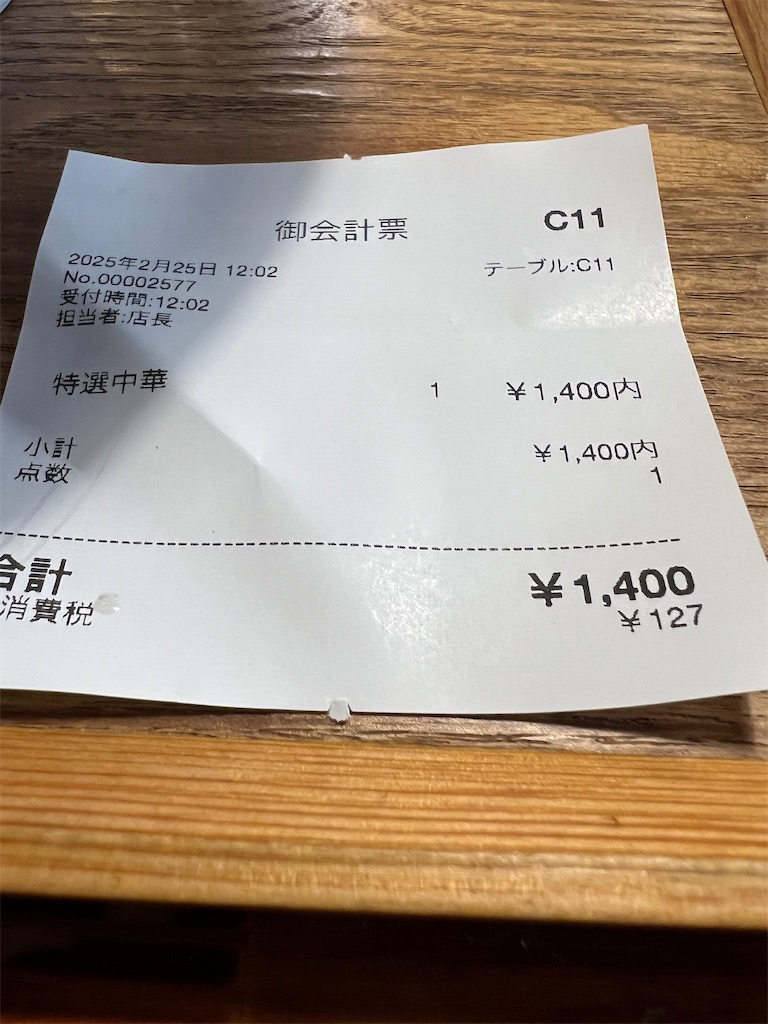 御会計票 C11
2025年2月25日 12:02 テーブル:C11
No.00002577
受付時間:12:02
担当者:店長
特選中華 1 ¥1,400内
小計 ¥1,400内
点数 1
合計 ¥1,400
消費税 ¥127